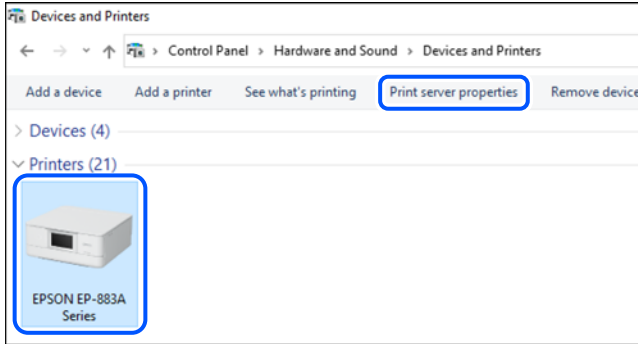 Devices and Printers
Control Panel > Hardware and Sound > Devices and Printers
Add a device Add a printer See what's printing Print server properties Remove device
Devices (4)
Printers (21)
EPSON EP-883A
Series